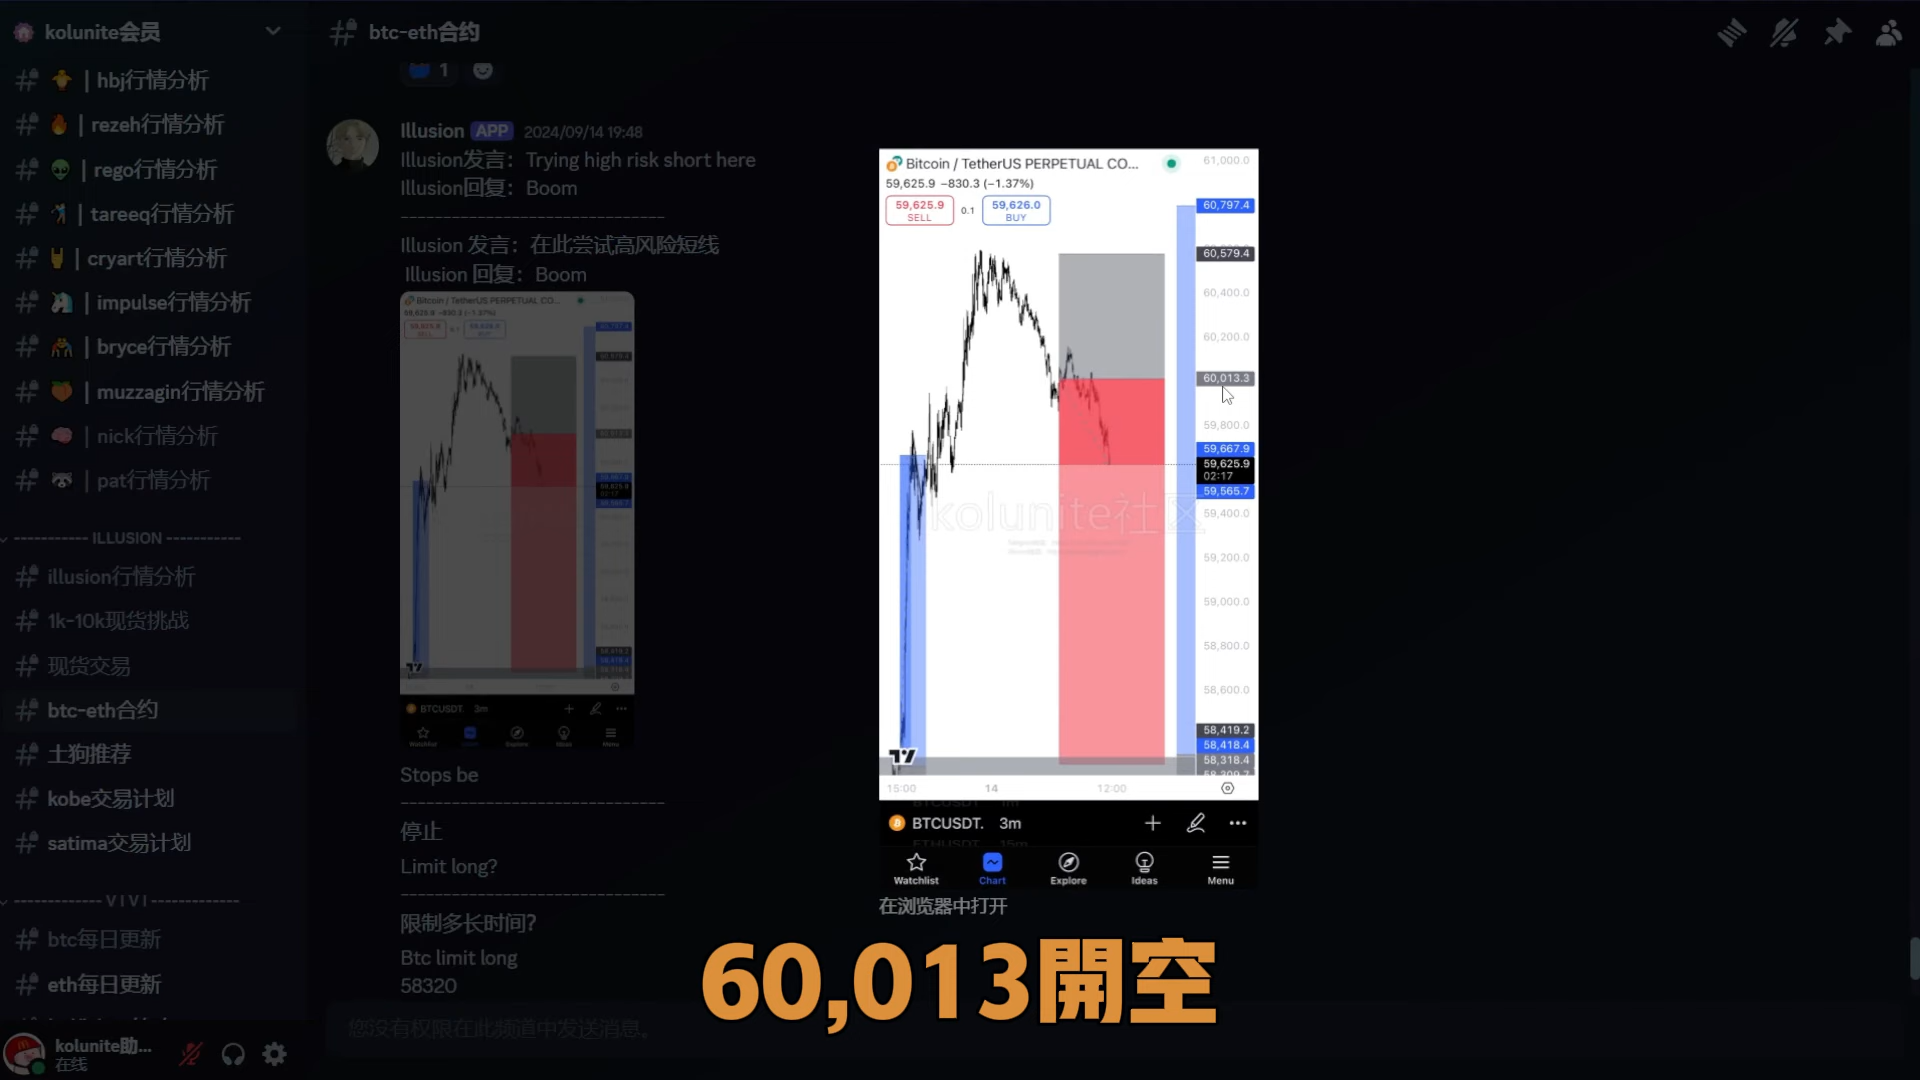 kolunite会员
| hbj行情分析
| rezeh行情分析
| rego行情分析
| tareeq行情分析
| cryart行情分析
| impulse行情分析
| bryce行情分析
| muzzagin行情分析
| nick行情分析
| pat行情分析
----------- ILLUSION -----------
illusion行情分析
1k-10k现货挑战
现货交易
btc-eth合约
土狗推荐
kobe交易计划
satima交易计划
------------- V I V I -------------
btc每日更新
eth每日更新
kolunite助...
在线
btc-eth合约
1
Illusion APP 2024/09/14 19:48
Illusion发言：Trying high risk short here
Illusion回复：Boom
-------------------------------
Illusion 发言：在此尝试高风险短线
Illusion 回复：Boom
Bitcoin / TetherUS PERPETUAL CO...
59,625.9 −830.3 (−1.37%)
BTCUSDT. 3m
Watchlist Chart Explore Ideas Menu
Stops be
-------------------------------
停止
Limit long?
-------------------------------
限制多长时间？
Btc limit long
58320
您没有权限在此频道中发送消息。
Bitcoin / TetherUS PERPETUAL CO...
59,625.9 −830.3 (−1.37%)
59,625.9 SELL 0.1 59,626.0 BUY
61,000.0
60,797.4
60,579.4
60,400.0
60,200.0
60,013.3
59,800.0
59,667.9
59,625.9
02:17
59,565.7
59,400.0
59,200.0
59,000.0
58,800.0
58,600.0
58,419.2
58,418.4
58,318.4
kolunite社区
15:00 14 12:00
BTCUSDT. 3m
Watchlist Chart Explore Ideas Menu
在浏览器中打开
60,013開空